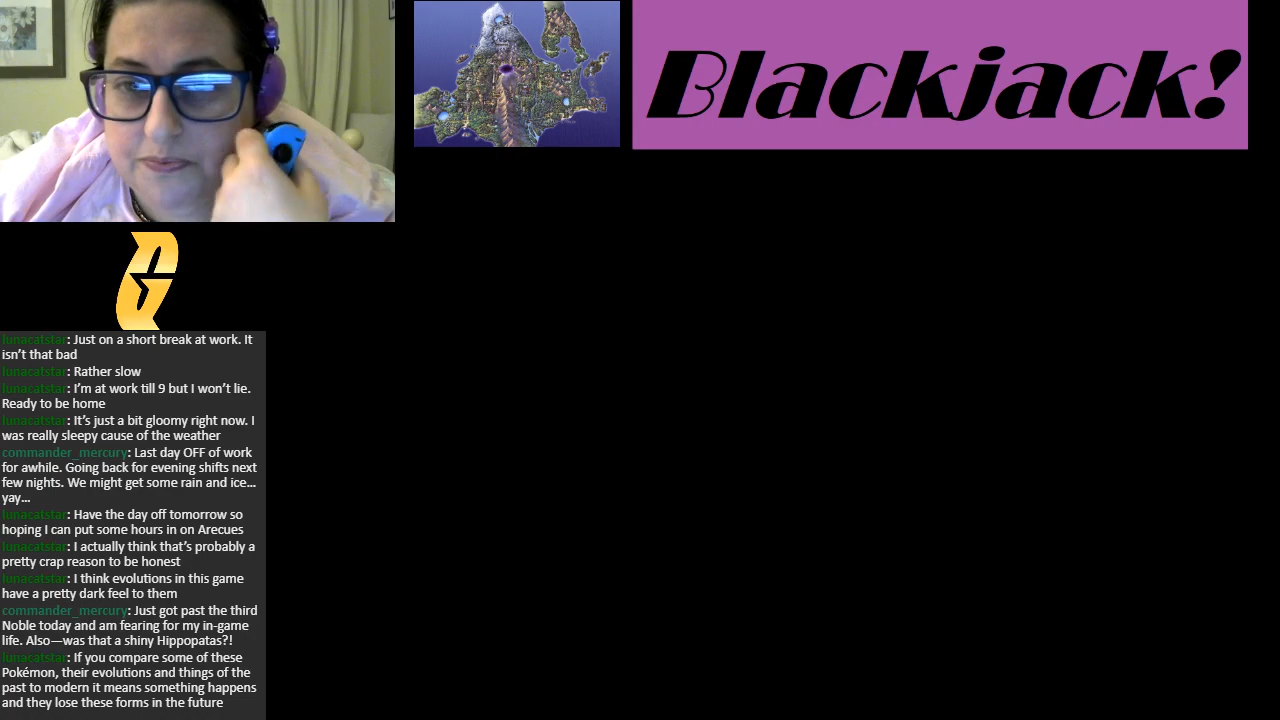 Blackjack!
G
lunacatstar: Just on a short break at work. It
isn't that bad
lunacatstar: Rather slow
lunacatstar: I'm at work till 9 but I won't lie.
Ready to be home
lunacatstar: It's just a bit gloomy right now. I
was really sleepy cause of the weather
commander_mercury: Last day OFF of work
for awhile. Going back for evening shifts next
few nights. We might get some rain and ice...
yay...
lunacatstar: Have the day off tomorrow so
hoping I can put some hours in on Arecues
lunacatstar: I actually think that's probably a
pretty crap reason to be honest
lunacatstar: I think evolutions in this game
have a pretty dark feel to them
commander_mercury: Just got past the third
Noble today and am fearing for my in-game
life. Also—was that a shiny Hippopatas?!
lunacatstar: If you compare some of these
Pokémon, their evolutions and things of the
past to modern it means something happens
and they lose these forms in the future